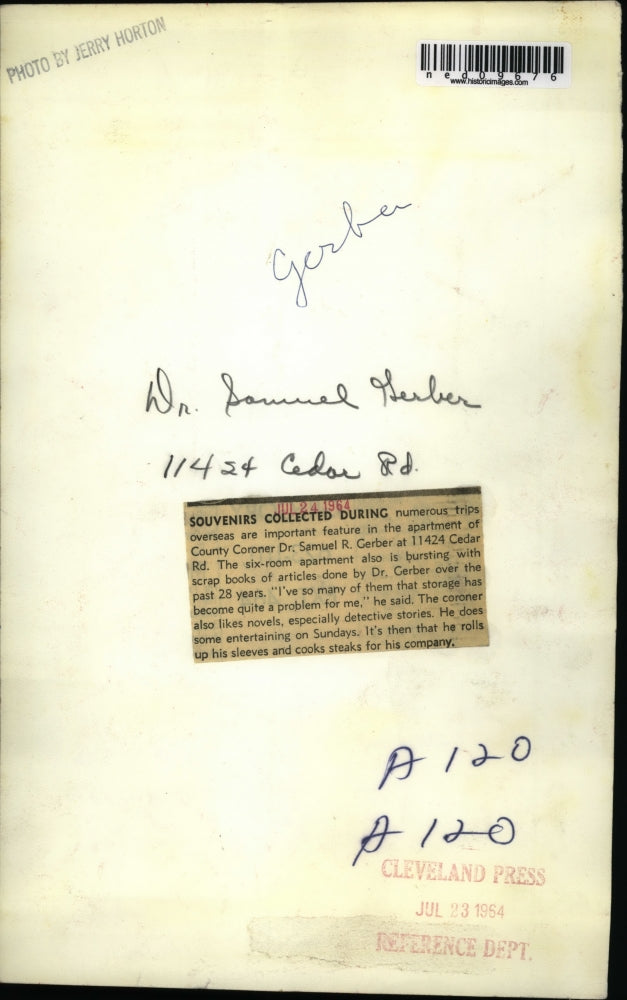 PHOTO BY JERRY HORTON
ned09676
www.historicimages.com
Gerber
Dr. Samuel Gerber
11424 Cedar Rd.
JUL 24 1964
SOUVENIRS COLLECTED DURING numerous trips
overseas are important feature in the apartment of
County Coroner Dr. Samuel R. Gerber at 11424 Cedar
Rd. The six-room apartment also is bursting with
scrap books of articles done by Dr. Gerber over the
past 28 years. "I've so many of them that storage has
become quite a problem for me," he said. The coroner
also likes novels, especially detective stories. He does
some entertaining on Sundays. It's then that he rolls
up his sleeves and cooks steaks for his company.
A 120
A 120
CLEVELAND PRESS
JUL 23 1964
REFERENCE DEPT.